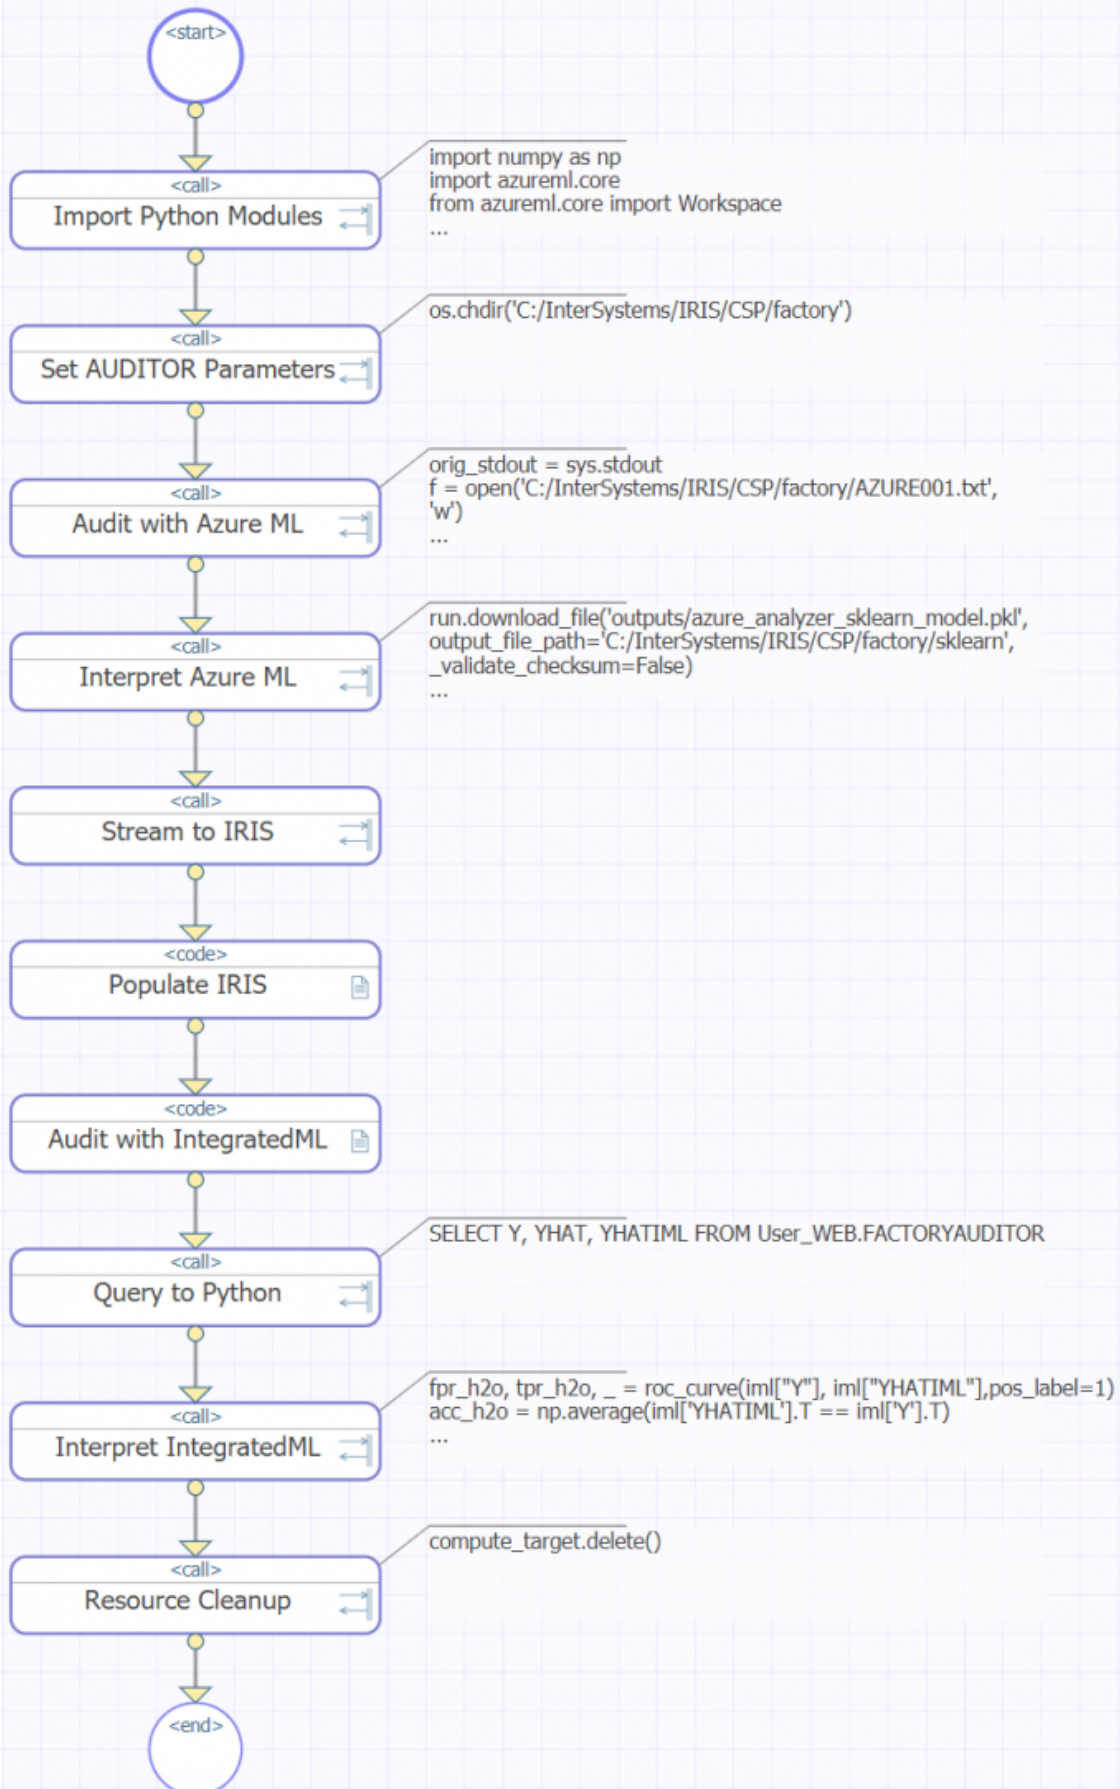 <start>
<call>
Import Python Modules
import numpy as np
import azureml.core
from azureml.core import Workspace
...
<call>
Set AUDITOR Parameters
os.chdir('C:/InterSystems/IRIS/CSP/factory')
<call>
Audit with Azure ML
orig_stdout = sys.stdout
f = open('C:/InterSystems/IRIS/CSP/factory/AZURE001.txt',
'w')
...
<call>
Interpret Azure ML
run.download_file('outputs/azure_analyzer_sklearn_model.pkl',
output_file_path='C:/InterSystems/IRIS/CSP/factory/sklearn',
_validate_checksum=False)
...
<call>
Stream to IRIS
<code>
Populate IRIS
<code>
Audit with IntegratedML
<call>
Query to Python
SELECT Y, YHAT, YHATIML FROM User_WEB.FACTORYAUDITOR
<call>
Interpret IntegratedML
fpr_h2o, tpr_h2o, _ = roc_curve(iml["Y"], iml["YHATIML"],pos_label=1)
acc_h2o = np.average(iml['YHATIML'].T == iml['Y'].T)
...
<call>
Resource Cleanup
compute_target.delete()
<end>